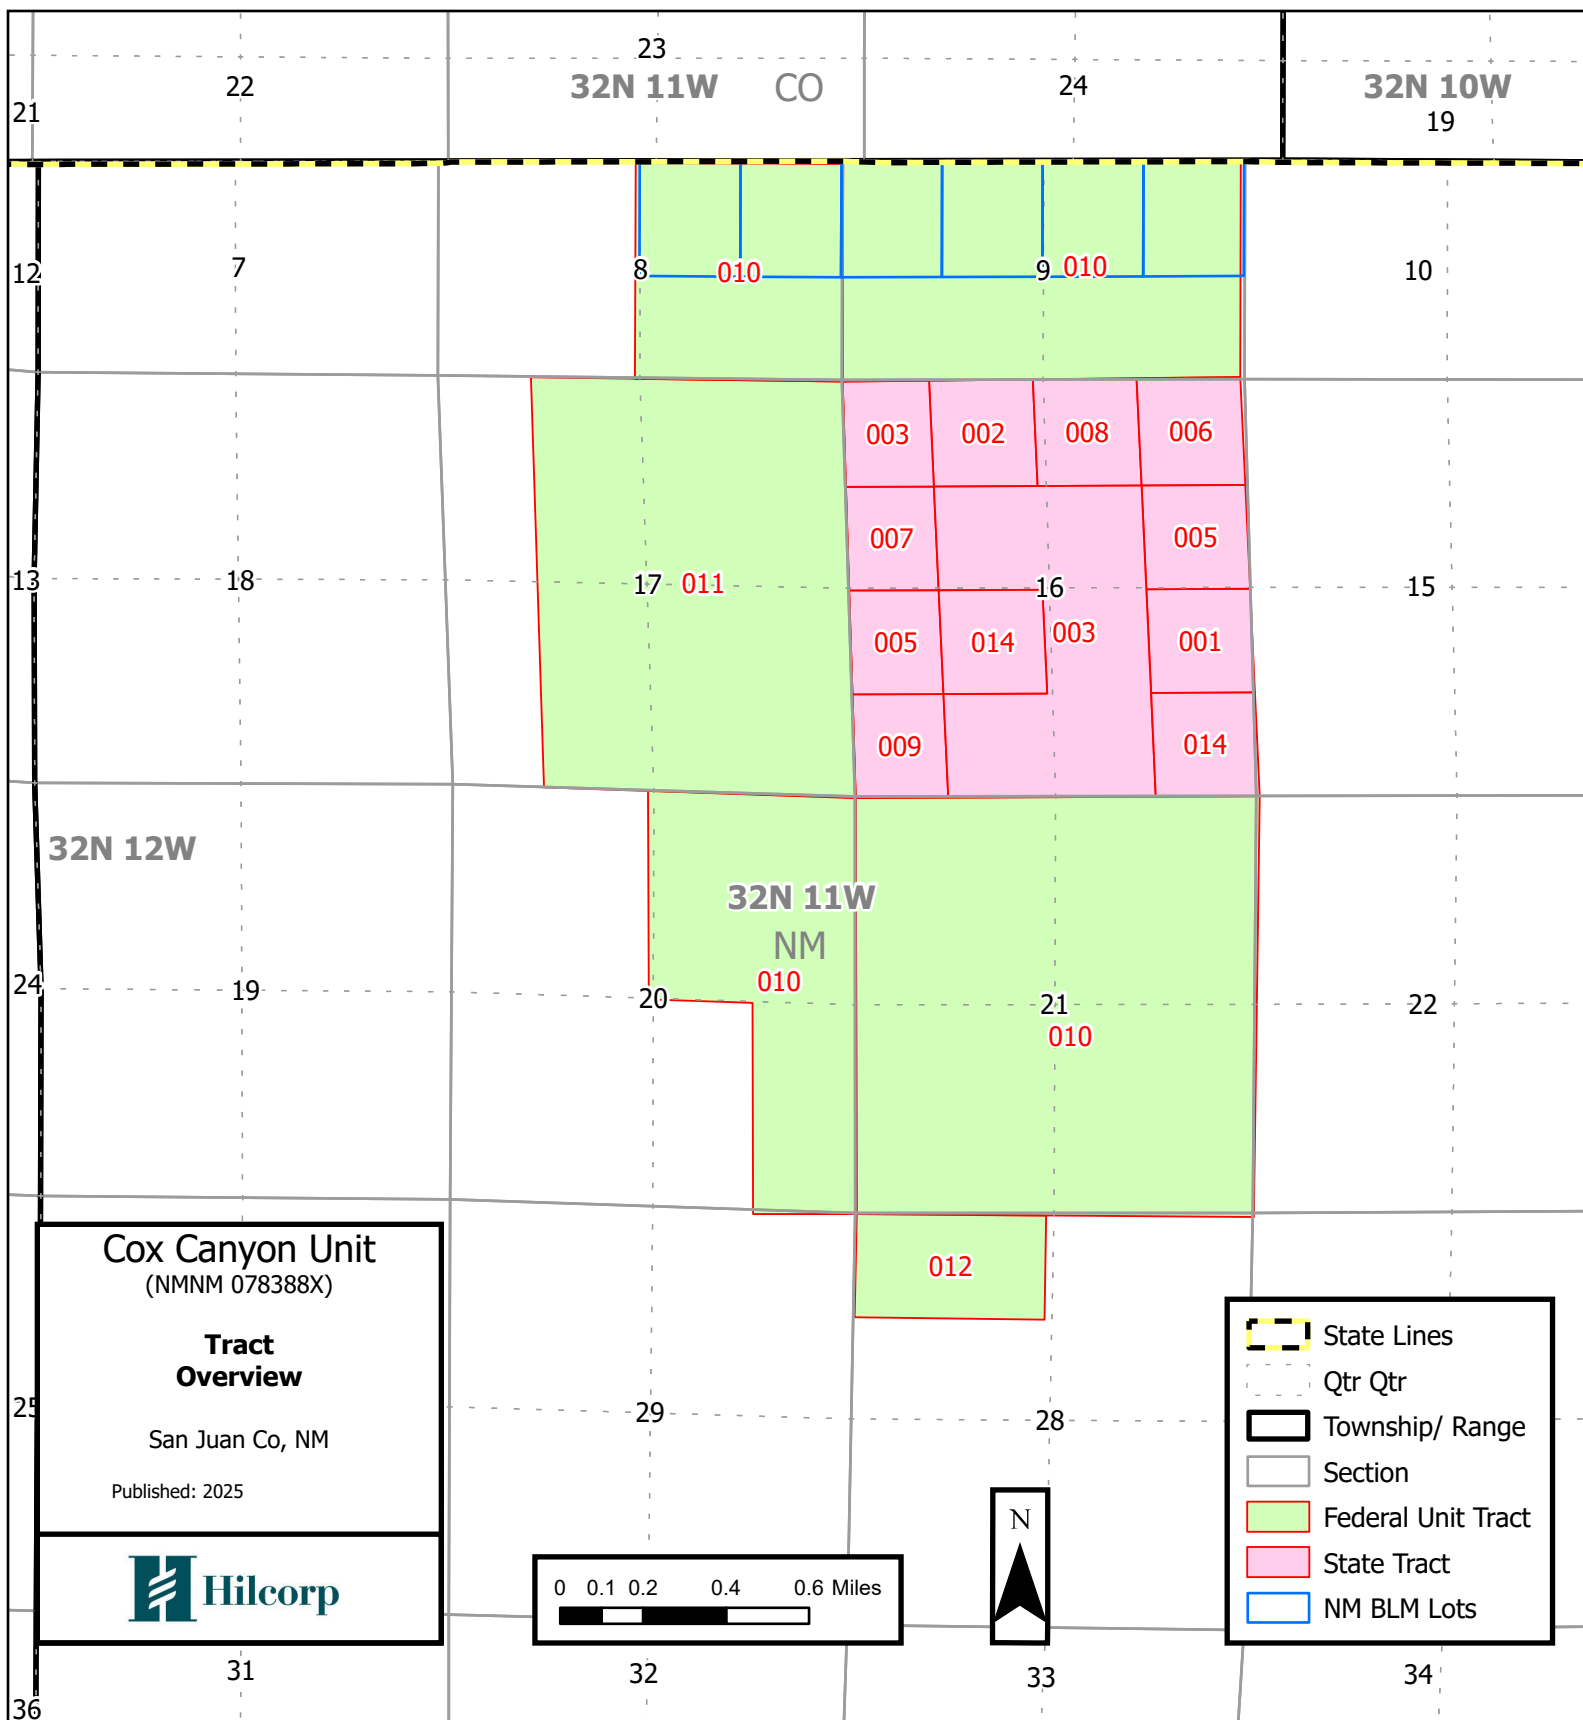 23
22
32N 11W
CO
24
32N 10W
21
19
12
7
8
010
9
010
10
003
002
008
006
007
005
13
18
17
011
16
15
005
014
003
001
009
014
32N 12W
32N 11W
NM
010
24
19
20
21
22
010
012
Cox Canyon Unit
(NMNM 078388X)
Tract
Overview
San Juan Co, NM
Published: 2025
Hilcorp
25
29
28
State Lines
Qtr Qtr
Township/ Range
Section
Federal Unit Tract
State Tract
NM BLM Lots
N
0 0.1 0.2 0.4 0.6 Miles
31
32
33
34
36